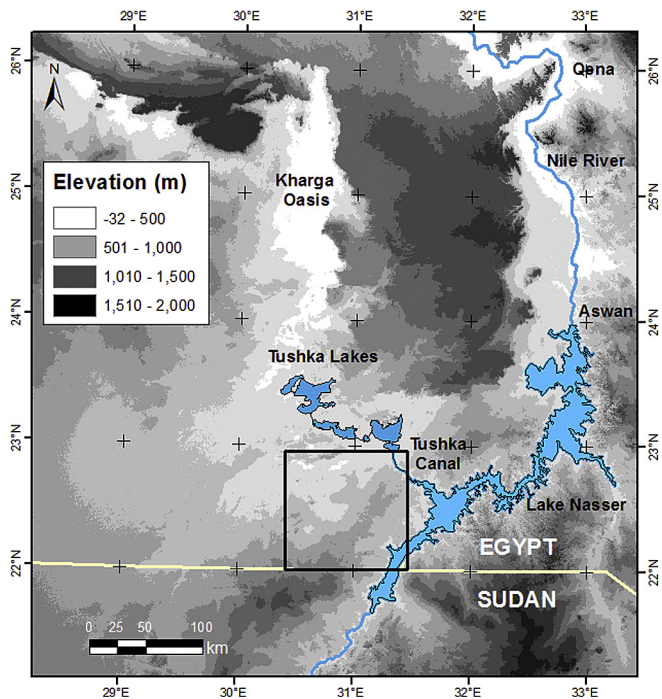 29°E 30°E 31°E 32°E 33°E
26°N
25°N
24°N
23°N
22°N
26°N
25°N
24°N
23°N
22°N
N
Qena
Nile River
Elevation (m)
-32 - 500
501 - 1,000
1,010 - 1,500
1,510 - 2,000
Kharga
Oasis
Aswan
Tushka Lakes
Tushka
Canal
Lake Nasser
EGYPT
SUDAN
0 25 50 100
km
29°E 30°E 31°E 32°E 33°E